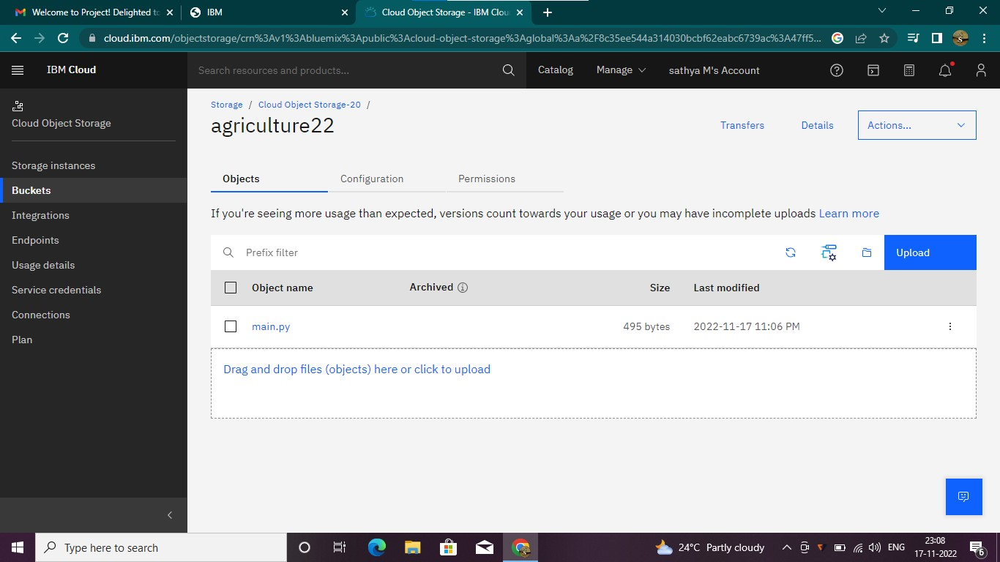 Welcome to Project! Delighted to
IBM
Cloud Object Storage - IBM Clou
cloud.ibm.com/objectstorage/crn%3Av1%3Abluemix%3Apublic%3Acloud-object-storage%3Aglobal%3Aa%2F8c35ee544a314030bcbf62eabc6739ac%3A47ff5...
IBM Cloud
Search resources and products...
Catalog
Manage
sathya M's Account
Cloud Object Storage
Storage instances
Buckets
Integrations
Endpoints
Usage details
Service credentials
Connections
Plan
Storage / Cloud Object Storage-20 /
agriculture22
Transfers
Details
Actions...
Objects
Configuration
Permissions
If you're seeing more usage than expected, versions count towards your usage or you may have incomplete uploads Learn more
Prefix filter
Upload
Object name
Archived
Size
Last modified
main.py
495 bytes
2022-11-17 11:06 PM
Drag and drop files (objects) here or click to upload
Type here to search
24°C Partly cloudy
ENG
23:08
17-11-2022
6